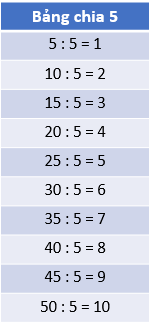 Bảng chia 5
5 : 5 = 1
10 : 5 = 2
15 : 5 = 3
20 : 5 = 4
25 : 5 = 5
30 : 5 = 6
35 : 5 = 7
40 : 5 = 8
45 : 5 = 9
50 : 5 = 10